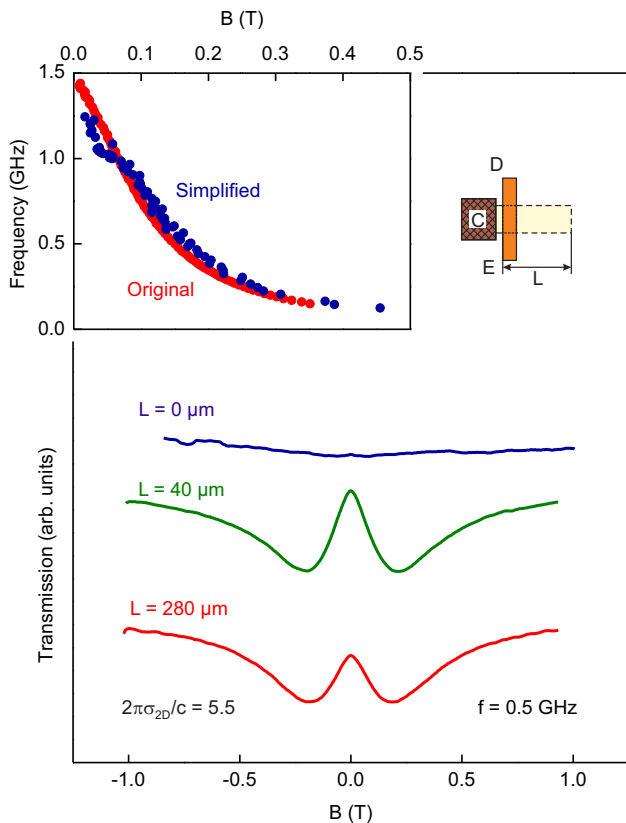 B (T)
0.0 0.1 0.2 0.3 0.4 0.5
1.5
1.0
0.5
0.0
Frequency (GHz)
Simplified
Original
D
C
E
L
L = 0 μm
L = 40 μm
L = 280 μm
Transmission (arb. units)
2πσ2D/c = 5.5
f = 0.5 GHz
-1.0 -0.5 0.0 0.5 1.0
B (T)